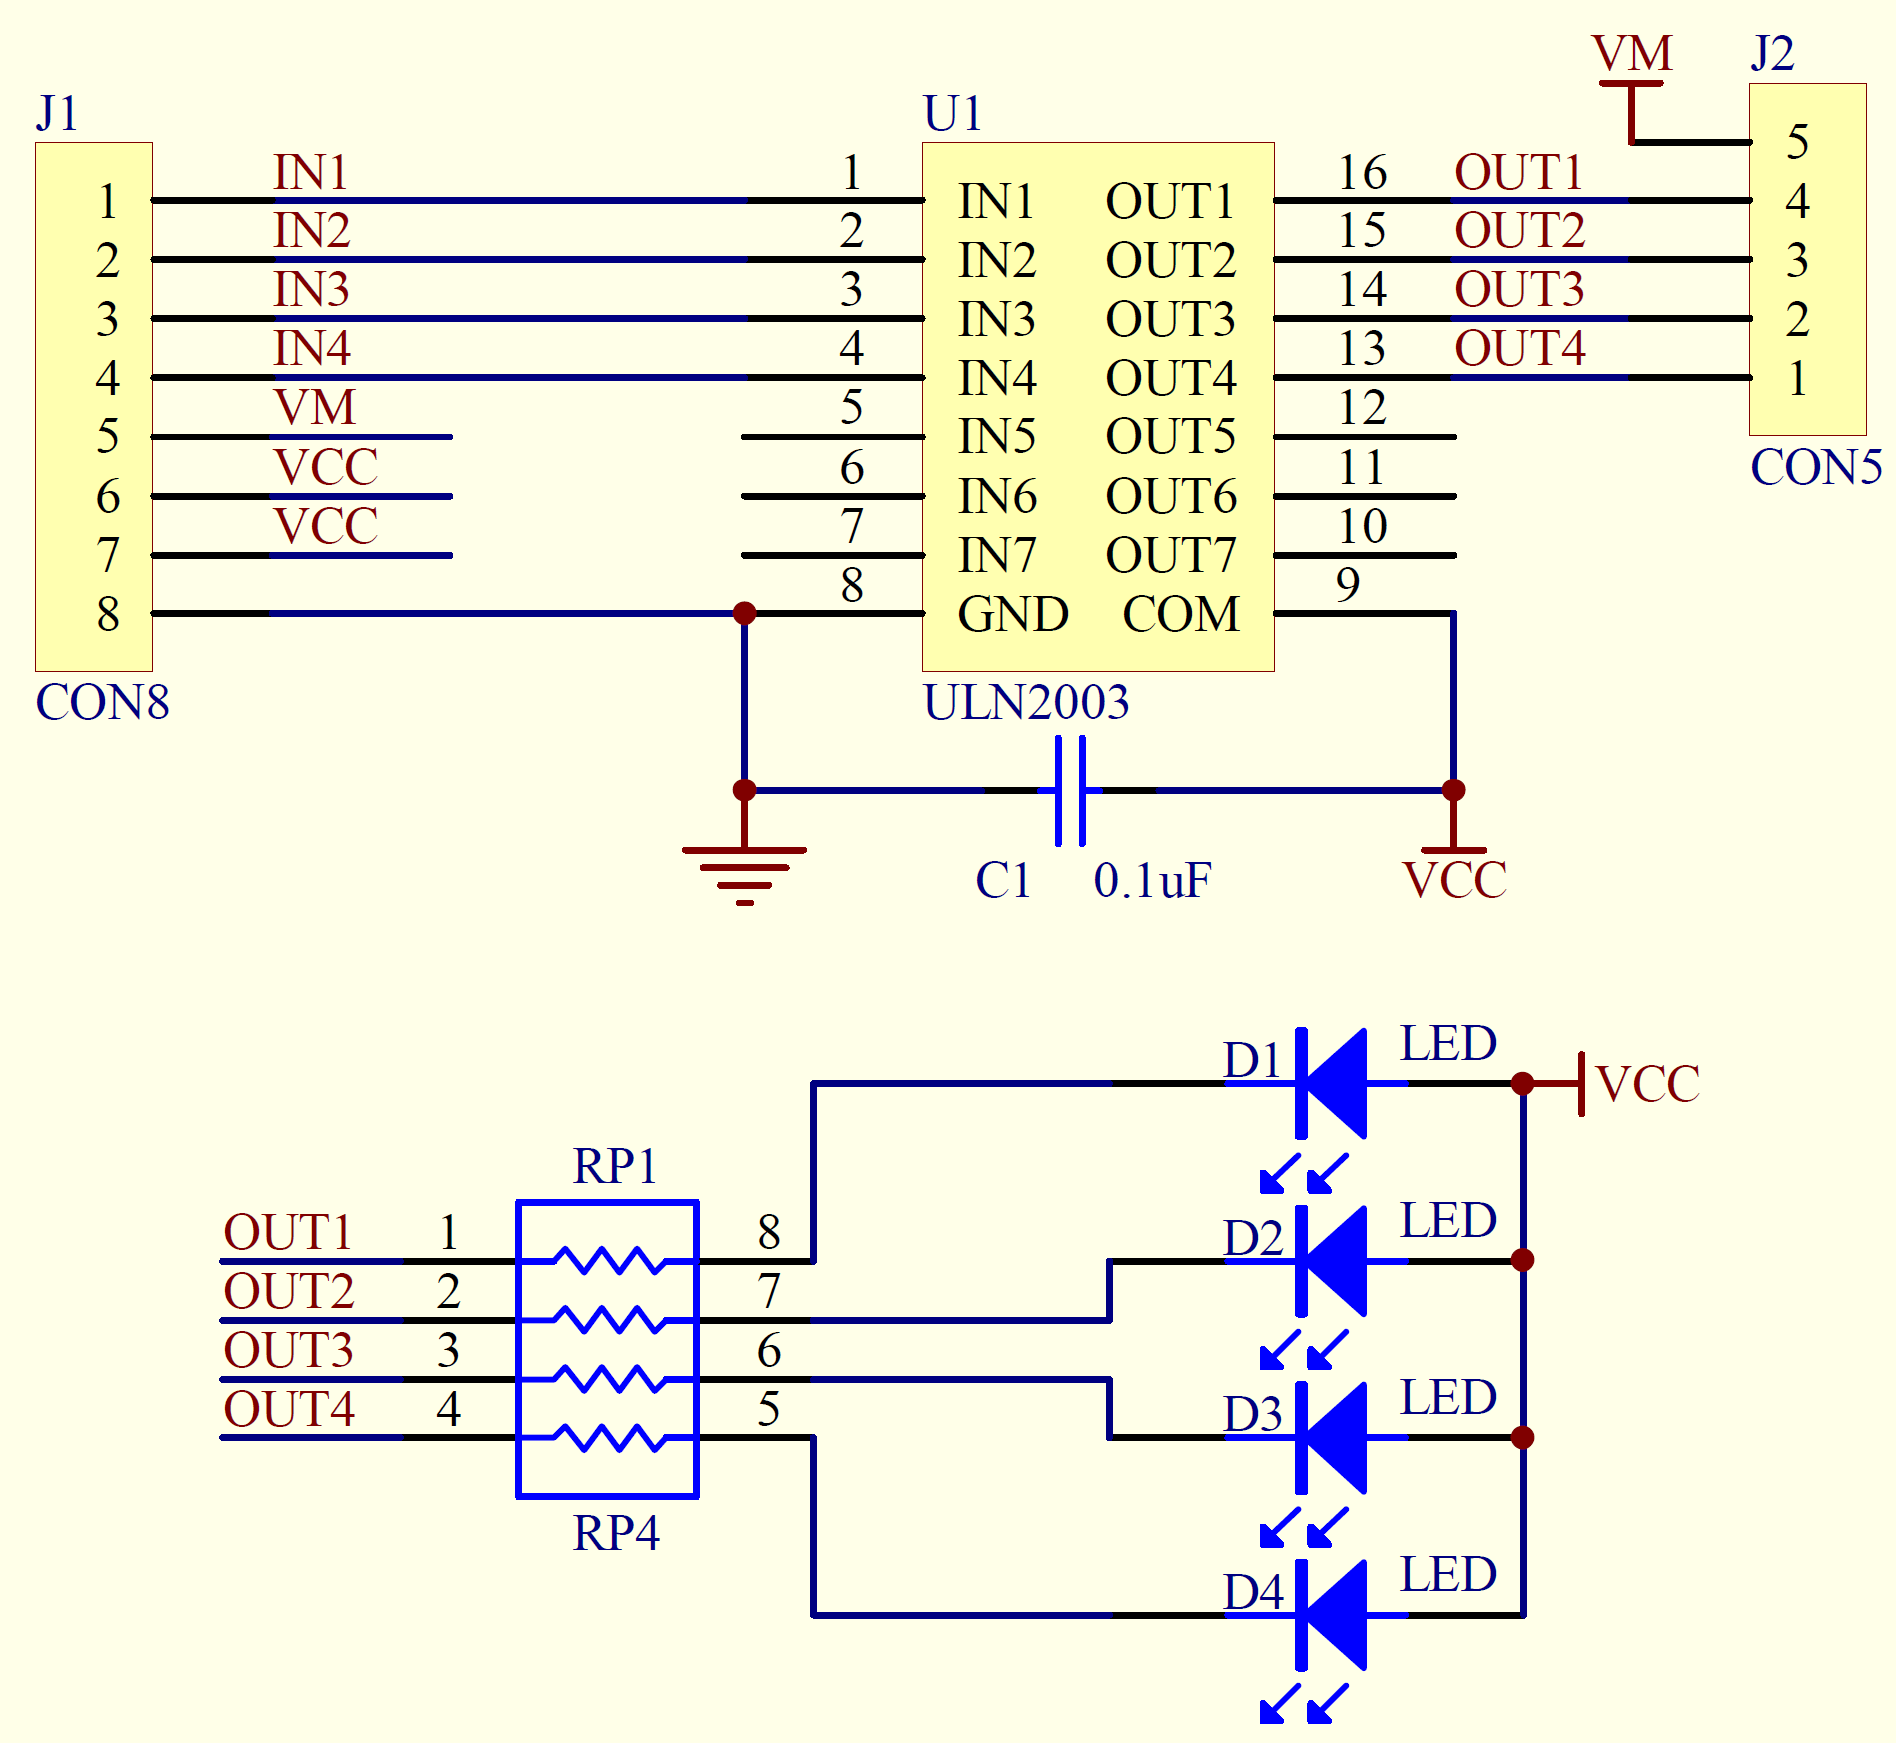 VM J2
J1 U1
5
1 IN1 1 IN1 OUT1 16 OUT1 4
2 IN2 2 IN2 OUT2 15 OUT2 3
3 IN3 3 IN3 OUT3 14 OUT3 2
4 IN4 4 IN4 OUT4 13 OUT4 1
5 VM 5 IN5 OUT5 12
CON5
6 VCC 6 IN6 OUT6 11
7 VCC 7 IN7 OUT7 10
8 8 GND COM 9
CON8 ULN2003
C1 0.1uF VCC
D1 LED
VCC
RP1
OUT1 1 8 D2 LED
OUT2 2 7
OUT3 3 6
OUT4 4 5 D3 LED
RP4
D4 LED